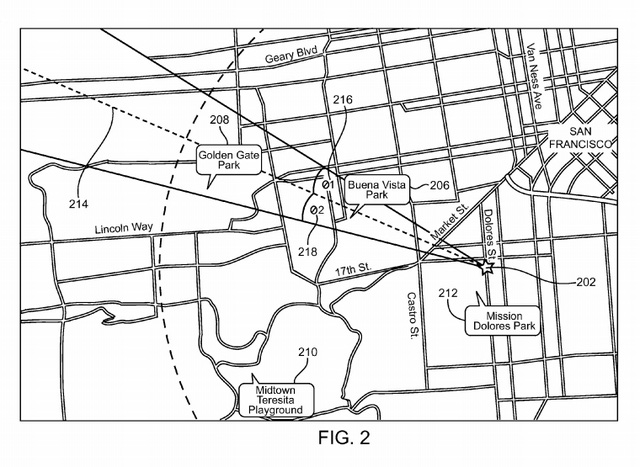 Geary Blvd
Van Ness Ave
216
SAN
FRANCISCO
208
Golden Gate
Park
Ø1
Buena Vista
Park
206
214
Ø2
Market St.
Dolores St.
Lincoln Way
218
17th St.
202
Castro St.
212
Mission
Dolores Park
210
Midtown
Teresita
Playground
FIG. 2